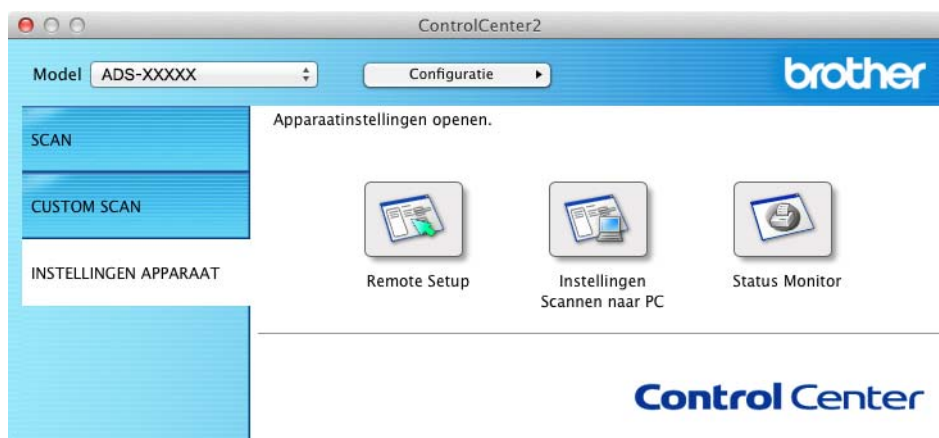 ControlCenter2
Model ADS-XXXXX Configuratie brother
SCAN
CUSTOM SCAN
INSTELLINGEN APPARAAT
Apparaatinstellingen openen.
Remote Setup
Instellingen
Scannen naar PC
Status Monitor
Control Center